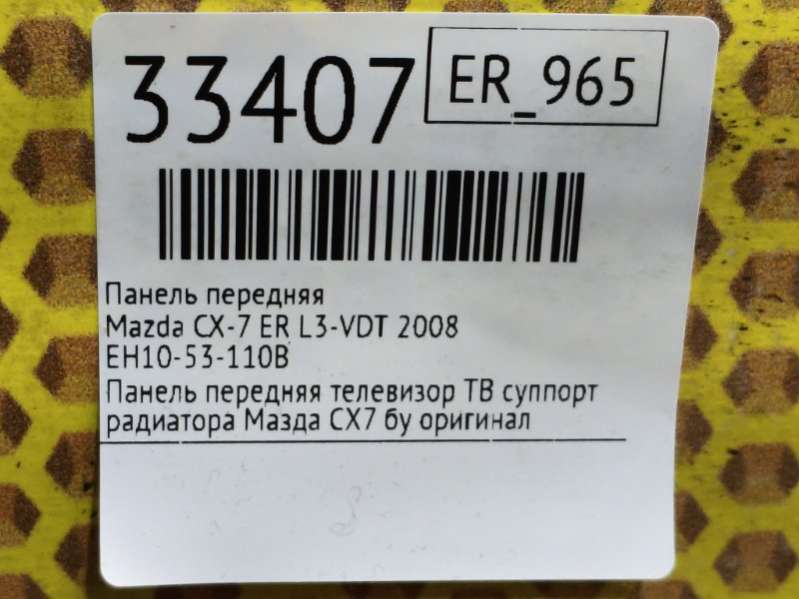 33407
ER_965
Панель передняя
Mazda CX-7 ER L3-VDT 2008
EH10-53-110B
Панель передняя телевизор ТВ суппорт
радиатора Мазда СХ7 бу оригинал